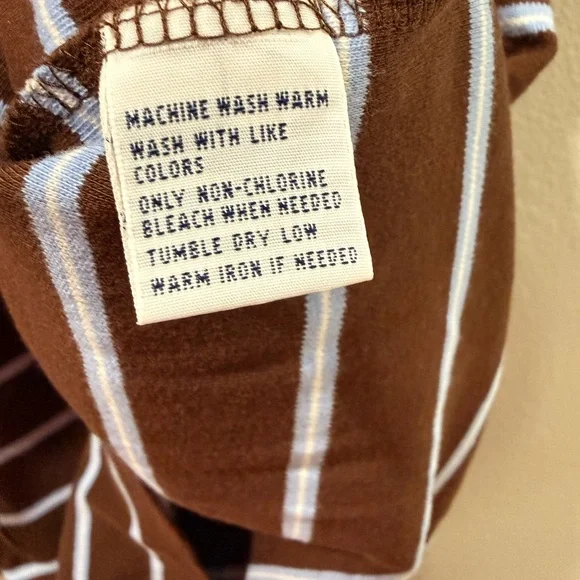 MACHINE WASH WARM
WASH WITH LIKE
COLORS
ONLY NON-CHLORINE
BLEACH WHEN NEEDED
TUMBLE DRY LOW
WARM IRON IF NEEDED